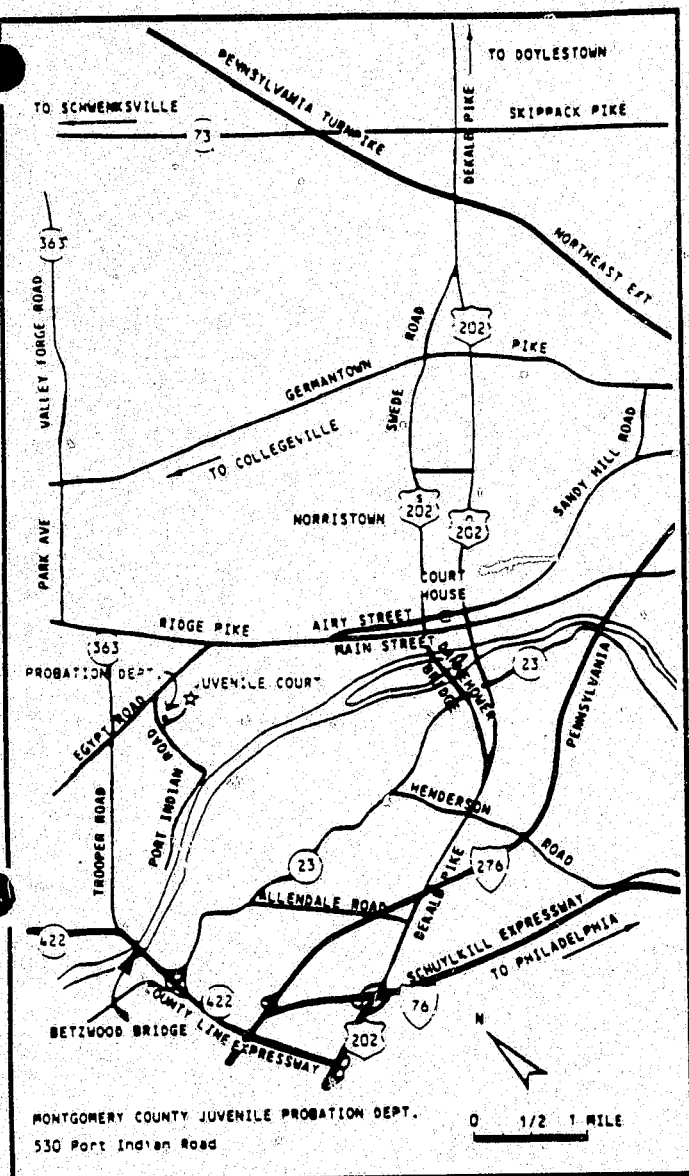 TO DOYLESTOWN
PENNSYLVANIA TURNPIKE
DEKALB PIKE
TO SCHWENKSVILLE
SKIPPACK PIKE
73
363
VALLEY FORGE ROAD
NORTHEAST EXT
202
SWEDE ROAD
PIKE
GERMANTOWN
TO COLLEGEVILLE
SANDY HILL ROAD
S
202
NORRISTOWN
202
PARK AVE
COURT
HOUSE
AIRY STREET
RIDGE PIKE
MAIN STREET
363
BRIDGE
23
PENNSYLVANIA
PROBATION DEPT.
JUVENILE COURT
EGYPT ROAD
PORT INDIAN ROAD
TROOPER ROAD
HENDERSON ROAD
23
276
ALLENDALE ROAD
DEKALB PIKE
SCHUYLKILL EXPRESSWAY
TO PHILADELPHIA
422
422
76
COUNTY LINE EXPRESSWAY
BETZWOOD BRIDGE
202
N
MONTGOMERY COUNTY JUVENILE PROBATION DEPT.
530 Port Indian Road
0 1/2 1 MILE